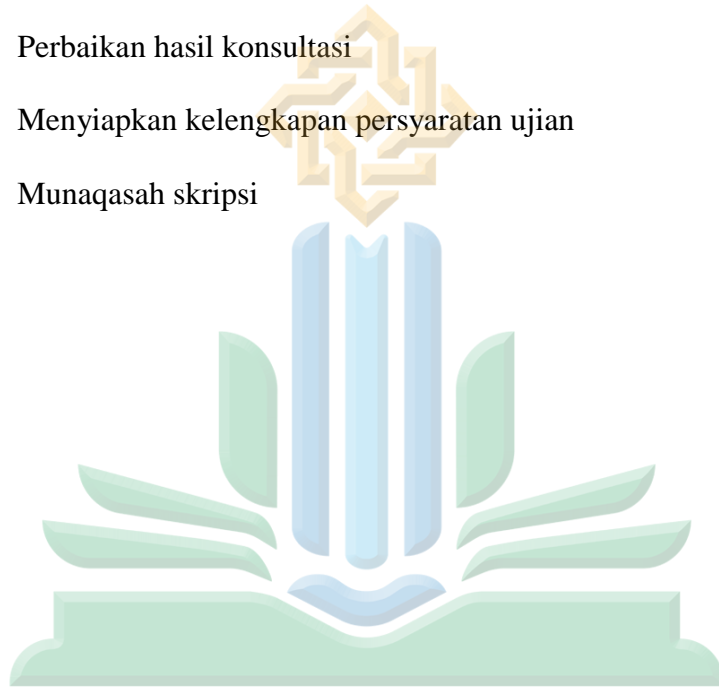 Perbaikan hasil konsultasi
Menyiapkan kelengkapan persyaratan ujian
Munaqasah skripsi